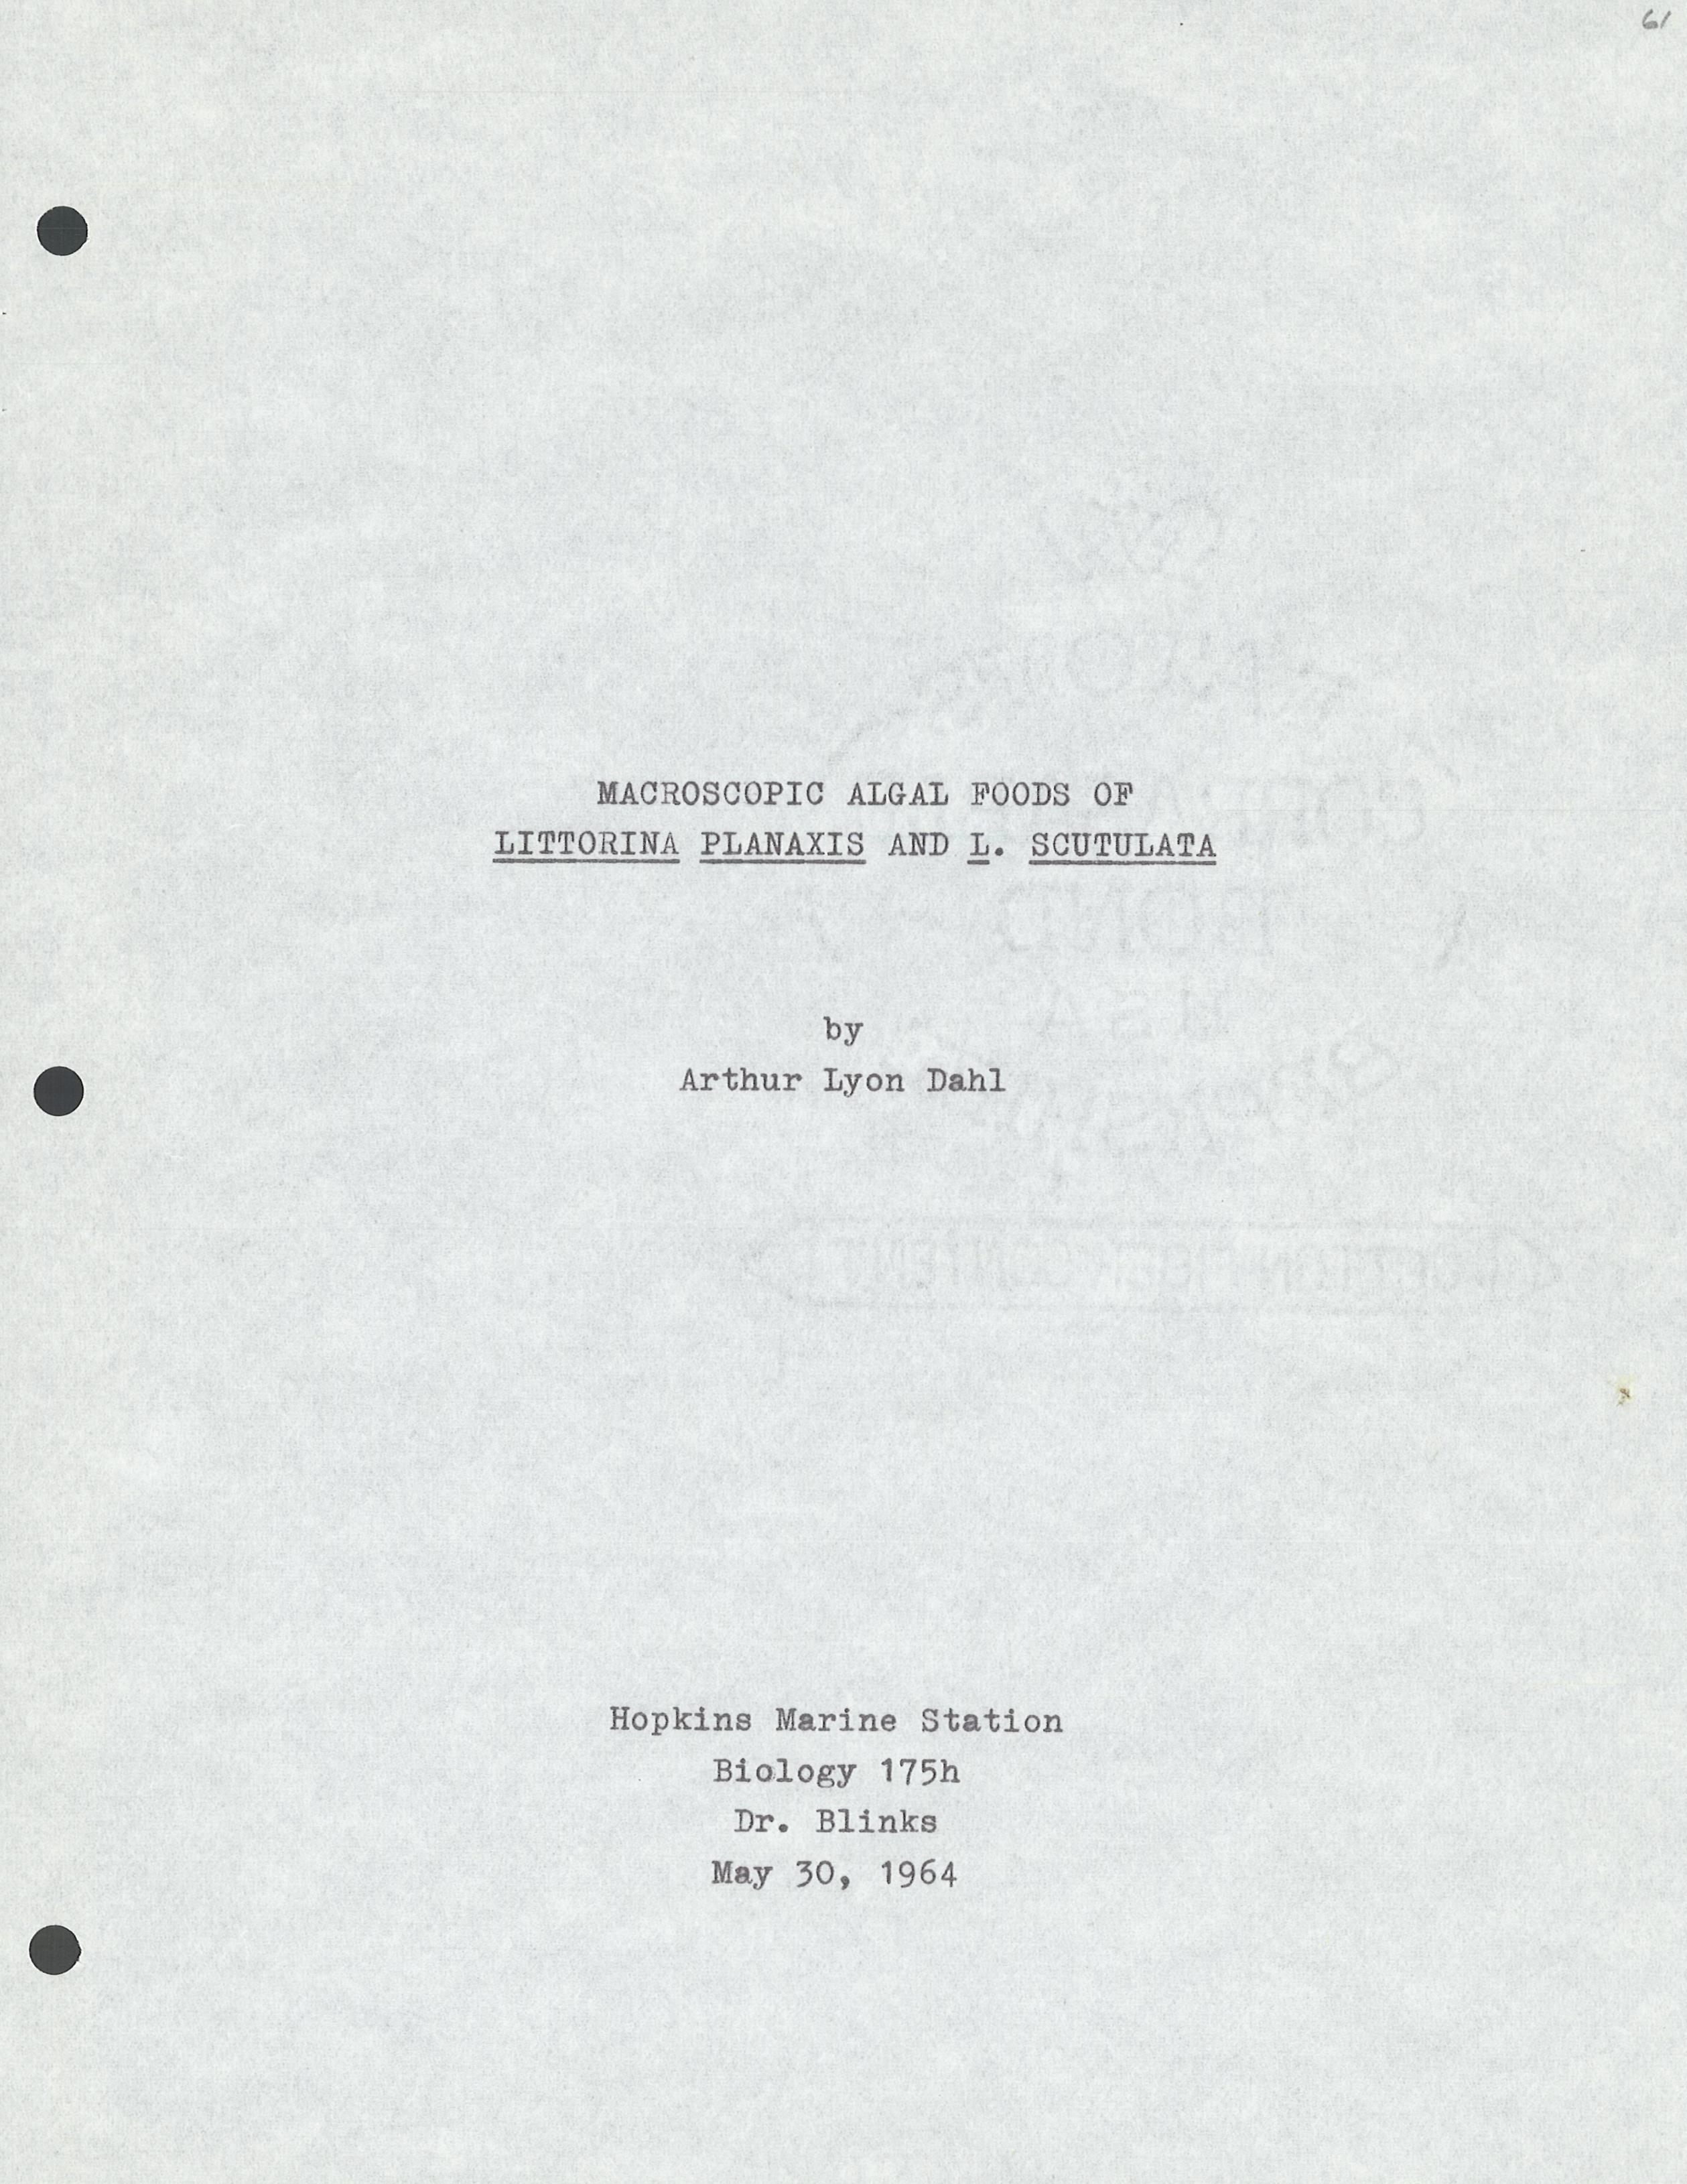 61
MACROSCOPIC ALGAL FOODS OF
LITTORINA PLANAXIS AND L. SCUTULATA
by
Arthur Lyon Dahl
Hopkins Marine Station
Biology 175h
Dr. Blinks
May 30, 1964